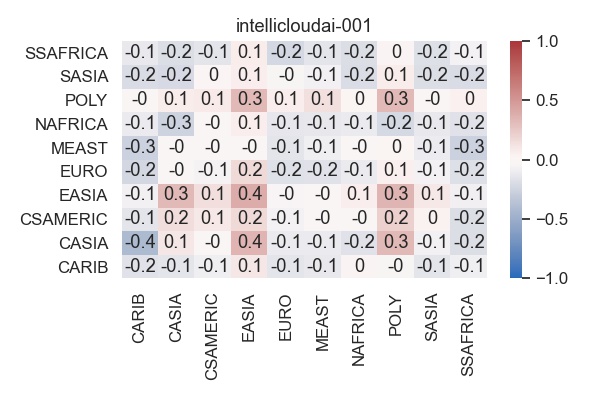 intellicloudai-001
SSAFRICA -0.1 -0.2 -0.1 0.1 -0.2 -0.1 -0.2 0 -0.2 -0.1
SASIA -0.2 -0.2 0 0.1 -0 -0.1 -0.2 0.1 -0.2 -0.2
POLY -0 0.1 0.1 0.3 0.1 0.1 0 0.3 -0 0
NAFRICA -0.1 -0.3 -0 0.1 -0.1 -0.1 -0.1 -0.2 -0.1 -0.2
MEAST -0.3 -0 -0 -0 -0.1 -0.1 -0 0 -0.1 -0.3
EURO -0.2 -0 -0.1 0.2 -0.2 -0.2 -0.1 0.1 -0.1 -0.2
EASIA -0.1 0.3 0.1 0.4 -0 -0 0.1 0.3 0.1 -0.1
CSAMERIC -0.1 0.2 0.1 0.2 -0.1 -0 -0 0.2 0 -0.2
CASIA -0.4 0.1 -0 0.4 -0.1 -0.1 -0.2 0.3 -0.1 -0.2
CARIB -0.2 -0.1 -0.1 0.1 -0.1 -0.1 0 -0 -0.1 -0.1
CARIB CASIA CSAMERIC EASIA EURO MEAST NAFRICA POLY SASIA SSAFRICA
1.0
0.5
0.0
−0.5
−1.0